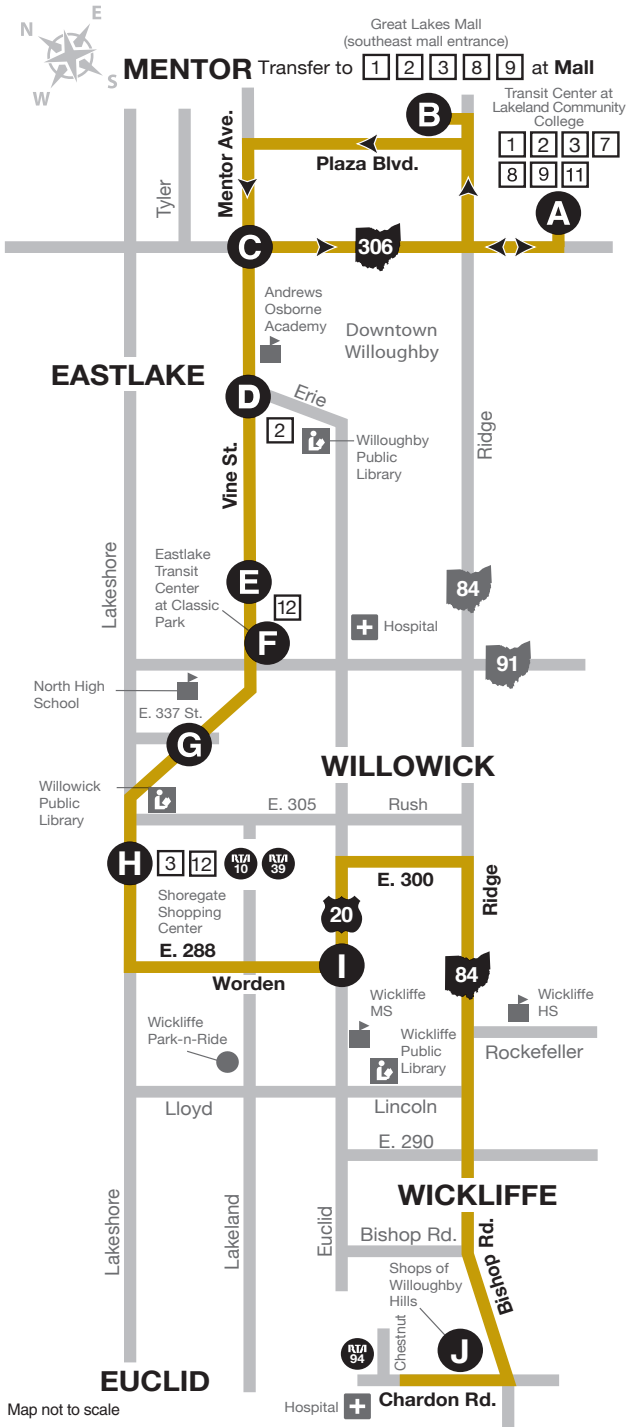 N
E
S
W
Great Lakes Mall
(southeast mall entrance)
MENTOR Transfer to 1 2 3 8 9 at Mall
Transit Center at
Lakeland Community
College
1 2 3 7
8 9 11
B
Plaza Blvd.
Mentor Ave.
Tyler
A
C
306
Andrews
Osborne
Academy
Downtown
Willoughby
EASTLAKE
D
Erie
2
Willoughby
Public
Library
Ridge
Vine St.
Lakeshore
Eastlake
Transit
Center
at Classic
Park
E
12
84
F
Hospital
91
North High
School
E. 337 St.
G
WILLOWICK
Willowick
Public
Library
E. 305
Rush
H
3 12
RTA
10
RTA
39
E. 300
Ridge
Shoregate
Shopping
Center
20
E. 288
Worden
I
84
Wickliffe
MS
Wickliffe
HS
Wickliffe
Park-n-Ride
Wickliffe
Public
Library
Rockefeller
Lloyd
Lincoln
E. 290
WICKLIFFE
Lakeshore
Lakeland
Euclid
Bishop Rd.
Bishop Rd.
Shops of
Willoughby
Hills
RTA
94
Chestnut
J
EUCLID
Hospital
Chardon Rd.
Map not to scale